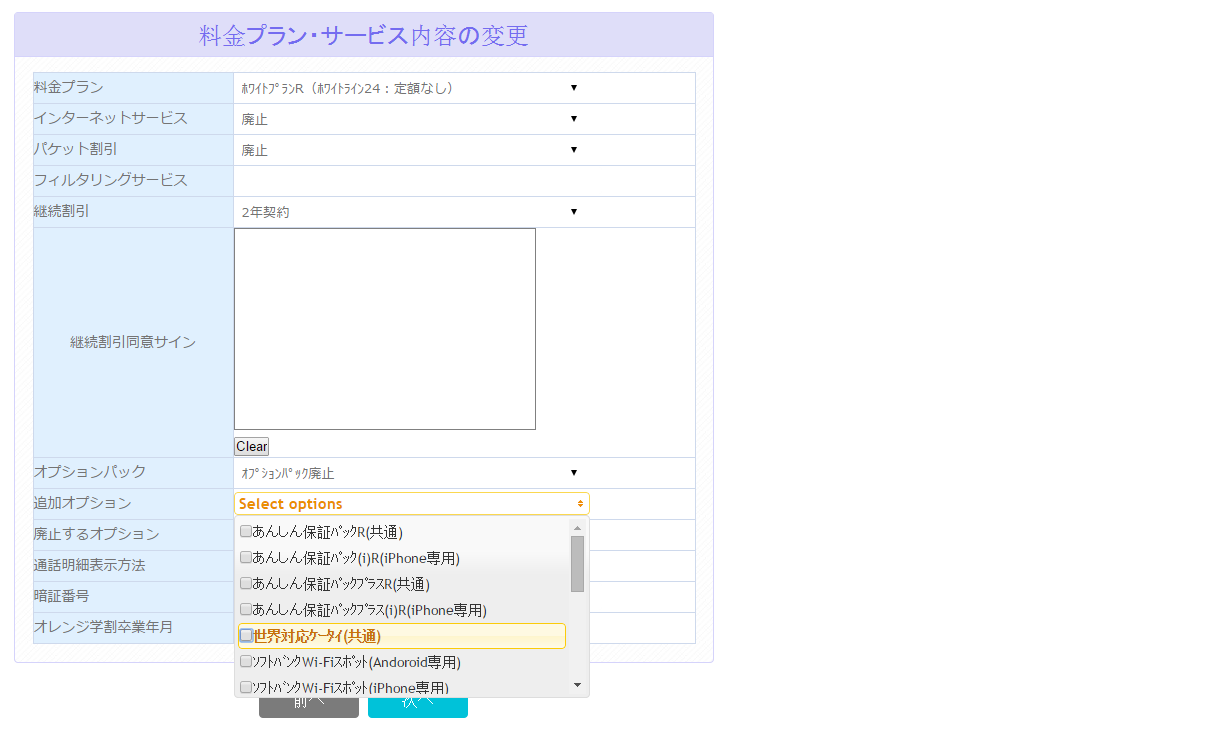 料金プラン・サービス内容の変更
料金プラン ﾎﾜｲﾄﾌﾟﾗﾝR（ﾎﾜｲﾄﾗｲﾝ24：定額なし）
インターネットサービス 廃止
パケット割引 廃止
フィルタリングサービス
継続割引 2年契約
継続割引同意サイン
Clear
オプションパック ｵﾌﾟｼｮﾝﾊﾟｯｸ廃止
追加オプション Select options
廃止するオプション
通話明細表示方法
暗証番号
オレンジ学割卒業年月
あんしん保証ﾊﾟｯｸR(共通)
あんしん保証ﾊﾟｯｸ(i)R(iPhone専用)
あんしん保証ﾊﾟｯｸﾌﾟﾗｽR(共通)
あんしん保証ﾊﾟｯｸﾌﾟﾗｽ(i)R(iPhone専用)
世界対応ｹｰﾀｲ(共通)
ｿﾌﾄﾊﾞﾝｸWi-Fiｽﾎﾟｯﾄ(Andoroid専用)
ｿﾌﾄﾊﾞﾝｸWi-Fiｽﾎﾟｯﾄ(iPhone専用)
前へ 次へ